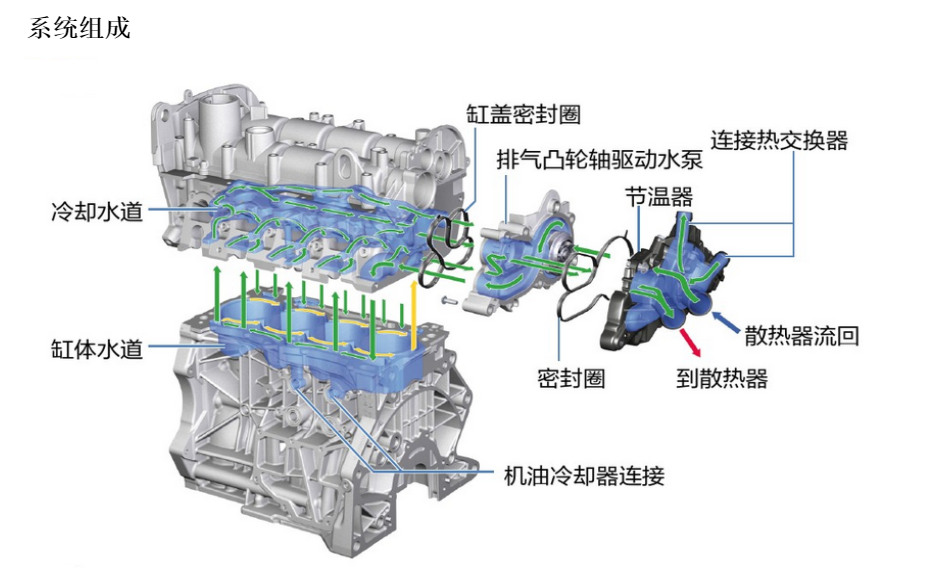 系统组成
缸盖密封圈
连接热交换器
排气凸轮轴驱动水泵
节温器
冷却水道
散热器流回
缸体水道
密封圈
到散热器
机油冷却器连接